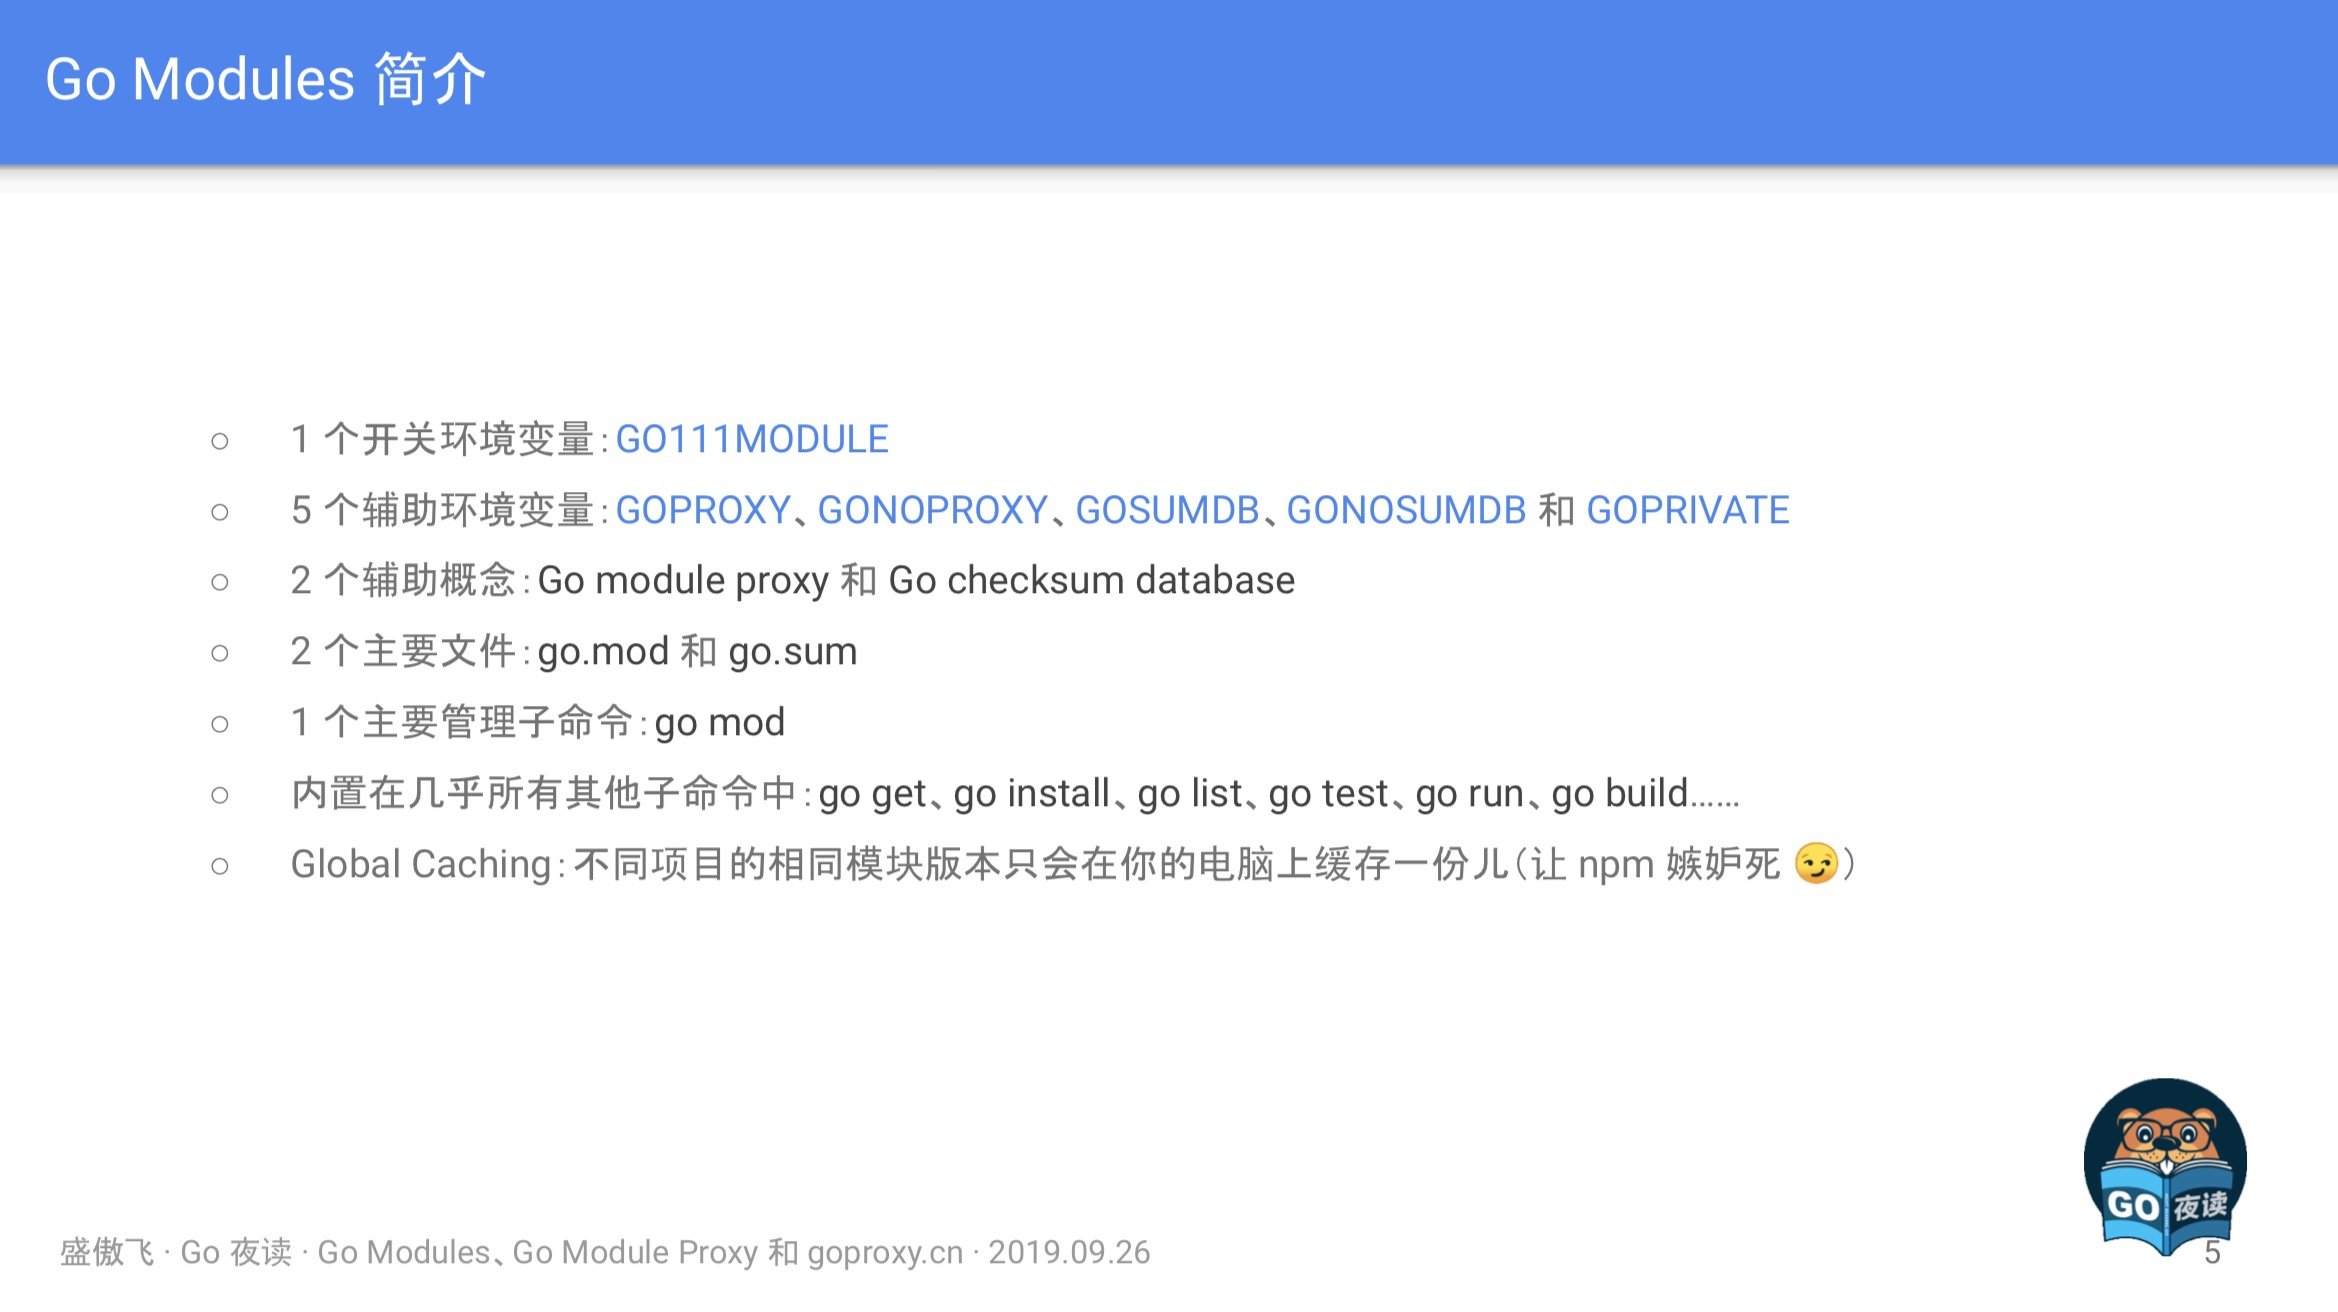 Go Modules 简介
○ 1 个开关环境变量：GO111MODULE
○ 5 个辅助环境变量：GOPROXY、GONOPROXY、GOSUMDB、GONOSUMDB 和 GOPRIVATE
○ 2 个辅助概念：Go module proxy 和 Go checksum database
○ 2 个主要文件：go.mod 和 go.sum
○ 1 个主要管理子命令：go mod
○ 内置在几乎所有其他子命令中：go get、go install、go list、go test、go run、go build……
○ Global Caching：不同项目的相同模块版本只会在你的电脑上缓存一份儿（让 npm 嫉妒死 😏）
GO 夜读
盛傲飞 · Go 夜读 · Go Modules、Go Module Proxy 和 goproxy.cn · 2019.09.26
5